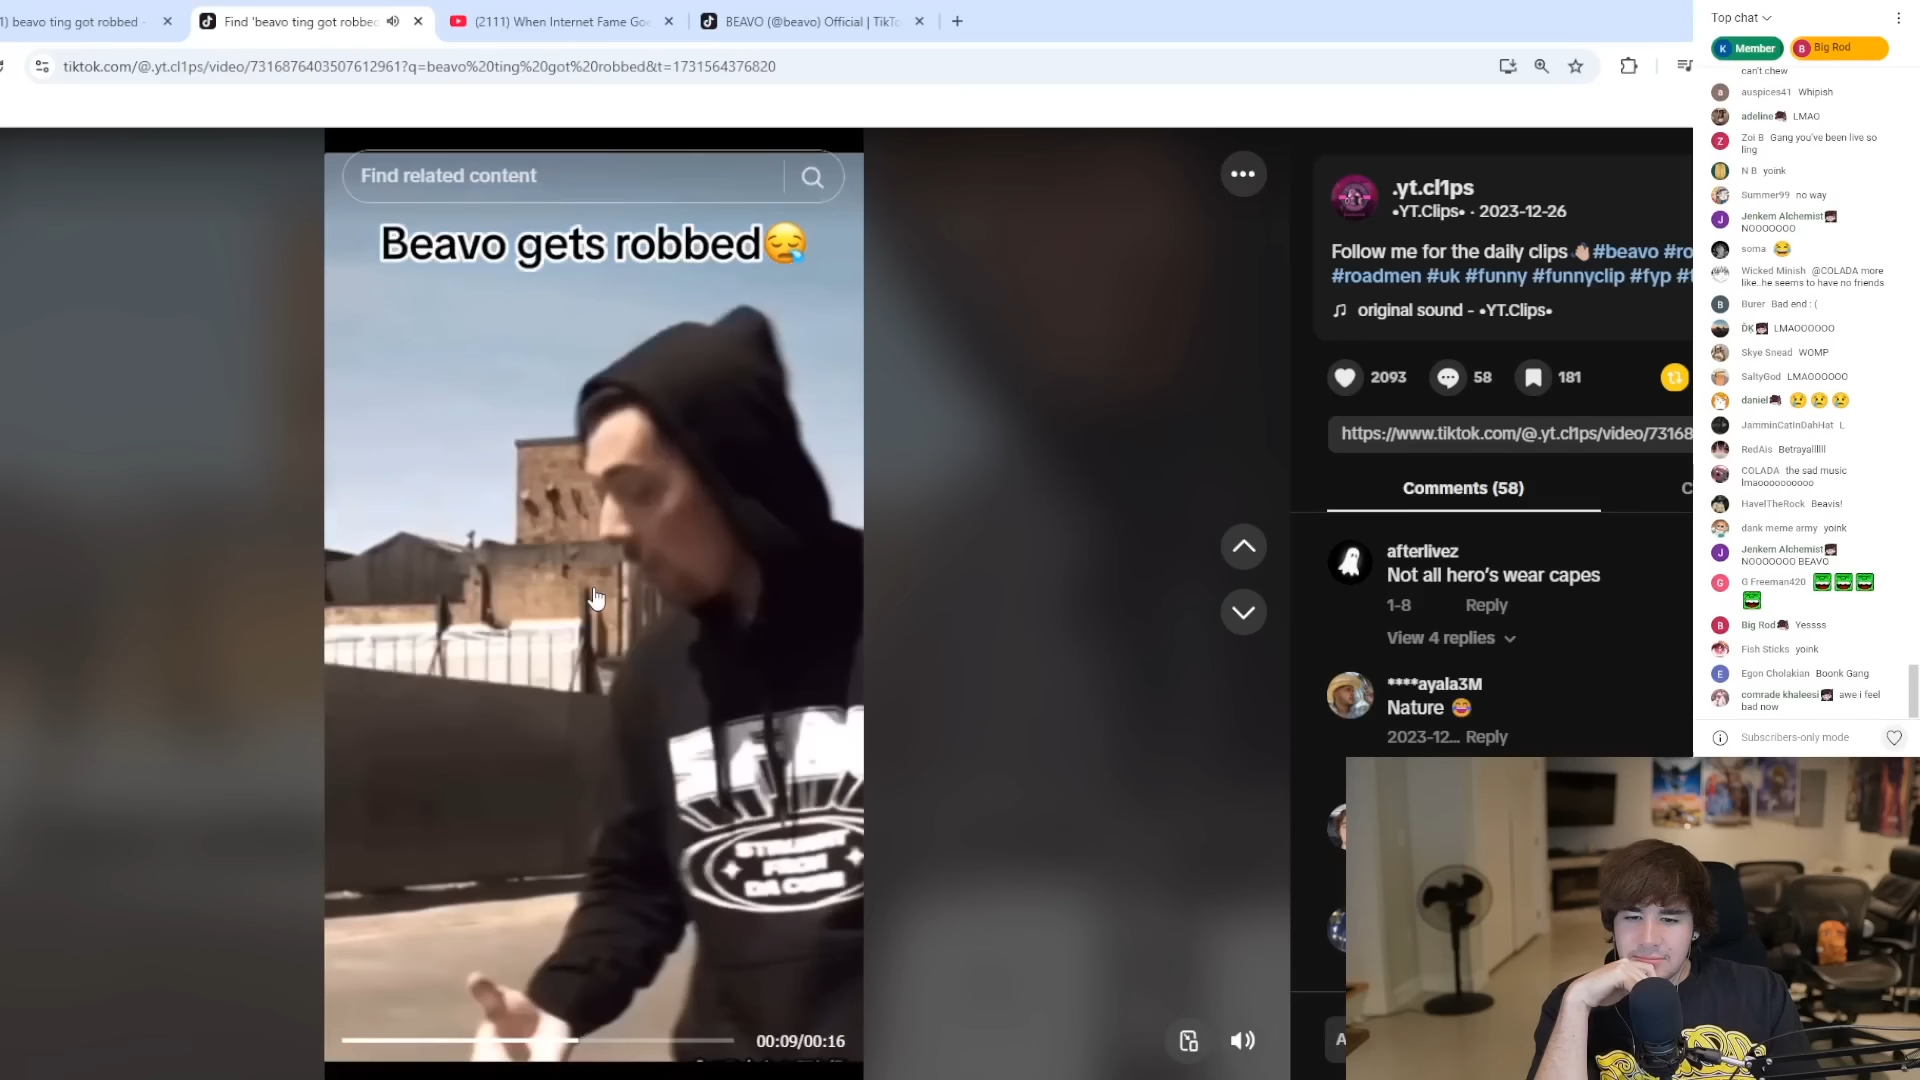 ) beavo ting got robbed -
Find 'beavo ting got robbed
(2111) When Internet Fame Goe
BEAVO (@beavo) Official | TikTo
tiktok.com/@.yt.cl1ps/video/7316876403507612961?q=beavo%20ting%20got%20robbed&t=1731564376820
Find related content
Beavo gets robbed😪
STRAIGHT
FROM
DA CURB
00:09/00:16
.yt.cl1ps
•YT.Clips• · 2023-12-26
Follow me for the daily clips👋🏻#beavo #ro
#roadmen #uk #funny #funnyclip #fyp #t
original sound - •YT.Clips•
2093
58
181
https://www.tiktok.com/@.yt.cl1ps/video/73168
Comments (58)
C
afterlivez
Not all hero's wear capes
1-8 Reply
View 4 replies
****ayala3M
Nature 😂
2023-12... Reply
A
Top chat
K Member
B Big Rod
can't chew
auspices41 Whipish
adeline LMAO
Zoi B Gang you've been live so
ling
N B yoink
Summer99 no way
Jenkem Alchemist
NOOOOOO
soma 😂
Wicked Minish @COLADA more
like..he seems to have no friends
Burer Bad end : (
ĎĶ LMAOOOOOO
Skye Snead WOMP
SaltyGod LMAOOOOOO
daniel 😢😢😢
JamminCatInDahHat L
RedAis Betrayallllll
COLADA the sad music
lmaoooooooooo
HavelTheRock Beavis!
dank meme army yoink
Jenkem Alchemist
NOOOOOOO BEAVO
G Freeman420
Big Rod Yessss
Fish Sticks yoink
Egon Cholakian Boonk Gang
comrade khaleesi awe i feel
bad now
Subscribers-only mode